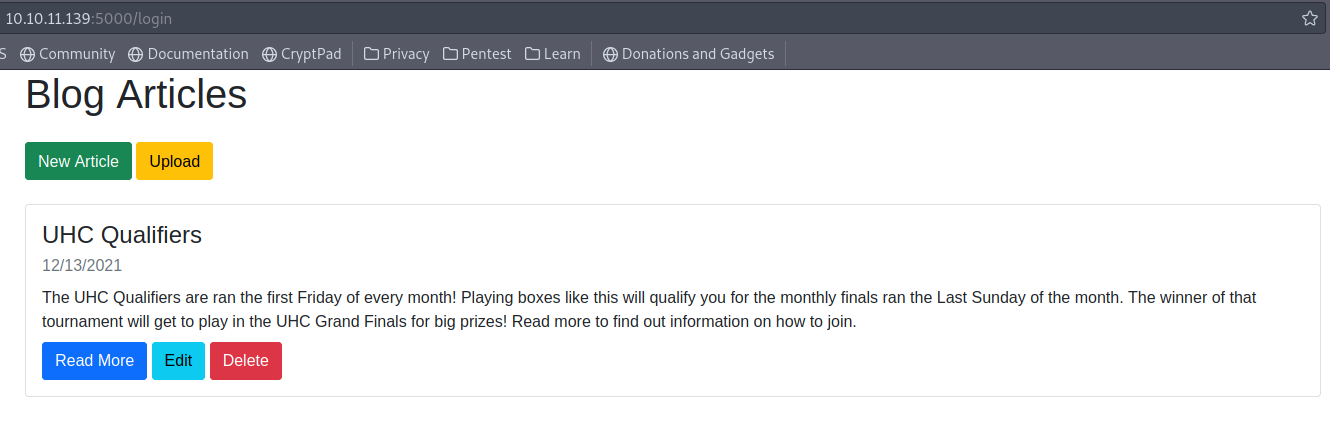 10.10.11.139:5000/login
S Community Documentation CryptPad Privacy Pentest Learn Donations and Gadgets
Blog Articles
New Article Upload
UHC Qualifiers
12/13/2021
The UHC Qualifiers are ran the first Friday of every month! Playing boxes like this will qualify you for the monthly finals ran the Last Sunday of the month. The winner of that
tournament will get to play in the UHC Grand Finals for big prizes! Read more to find out information on how to join.
Read More Edit Delete